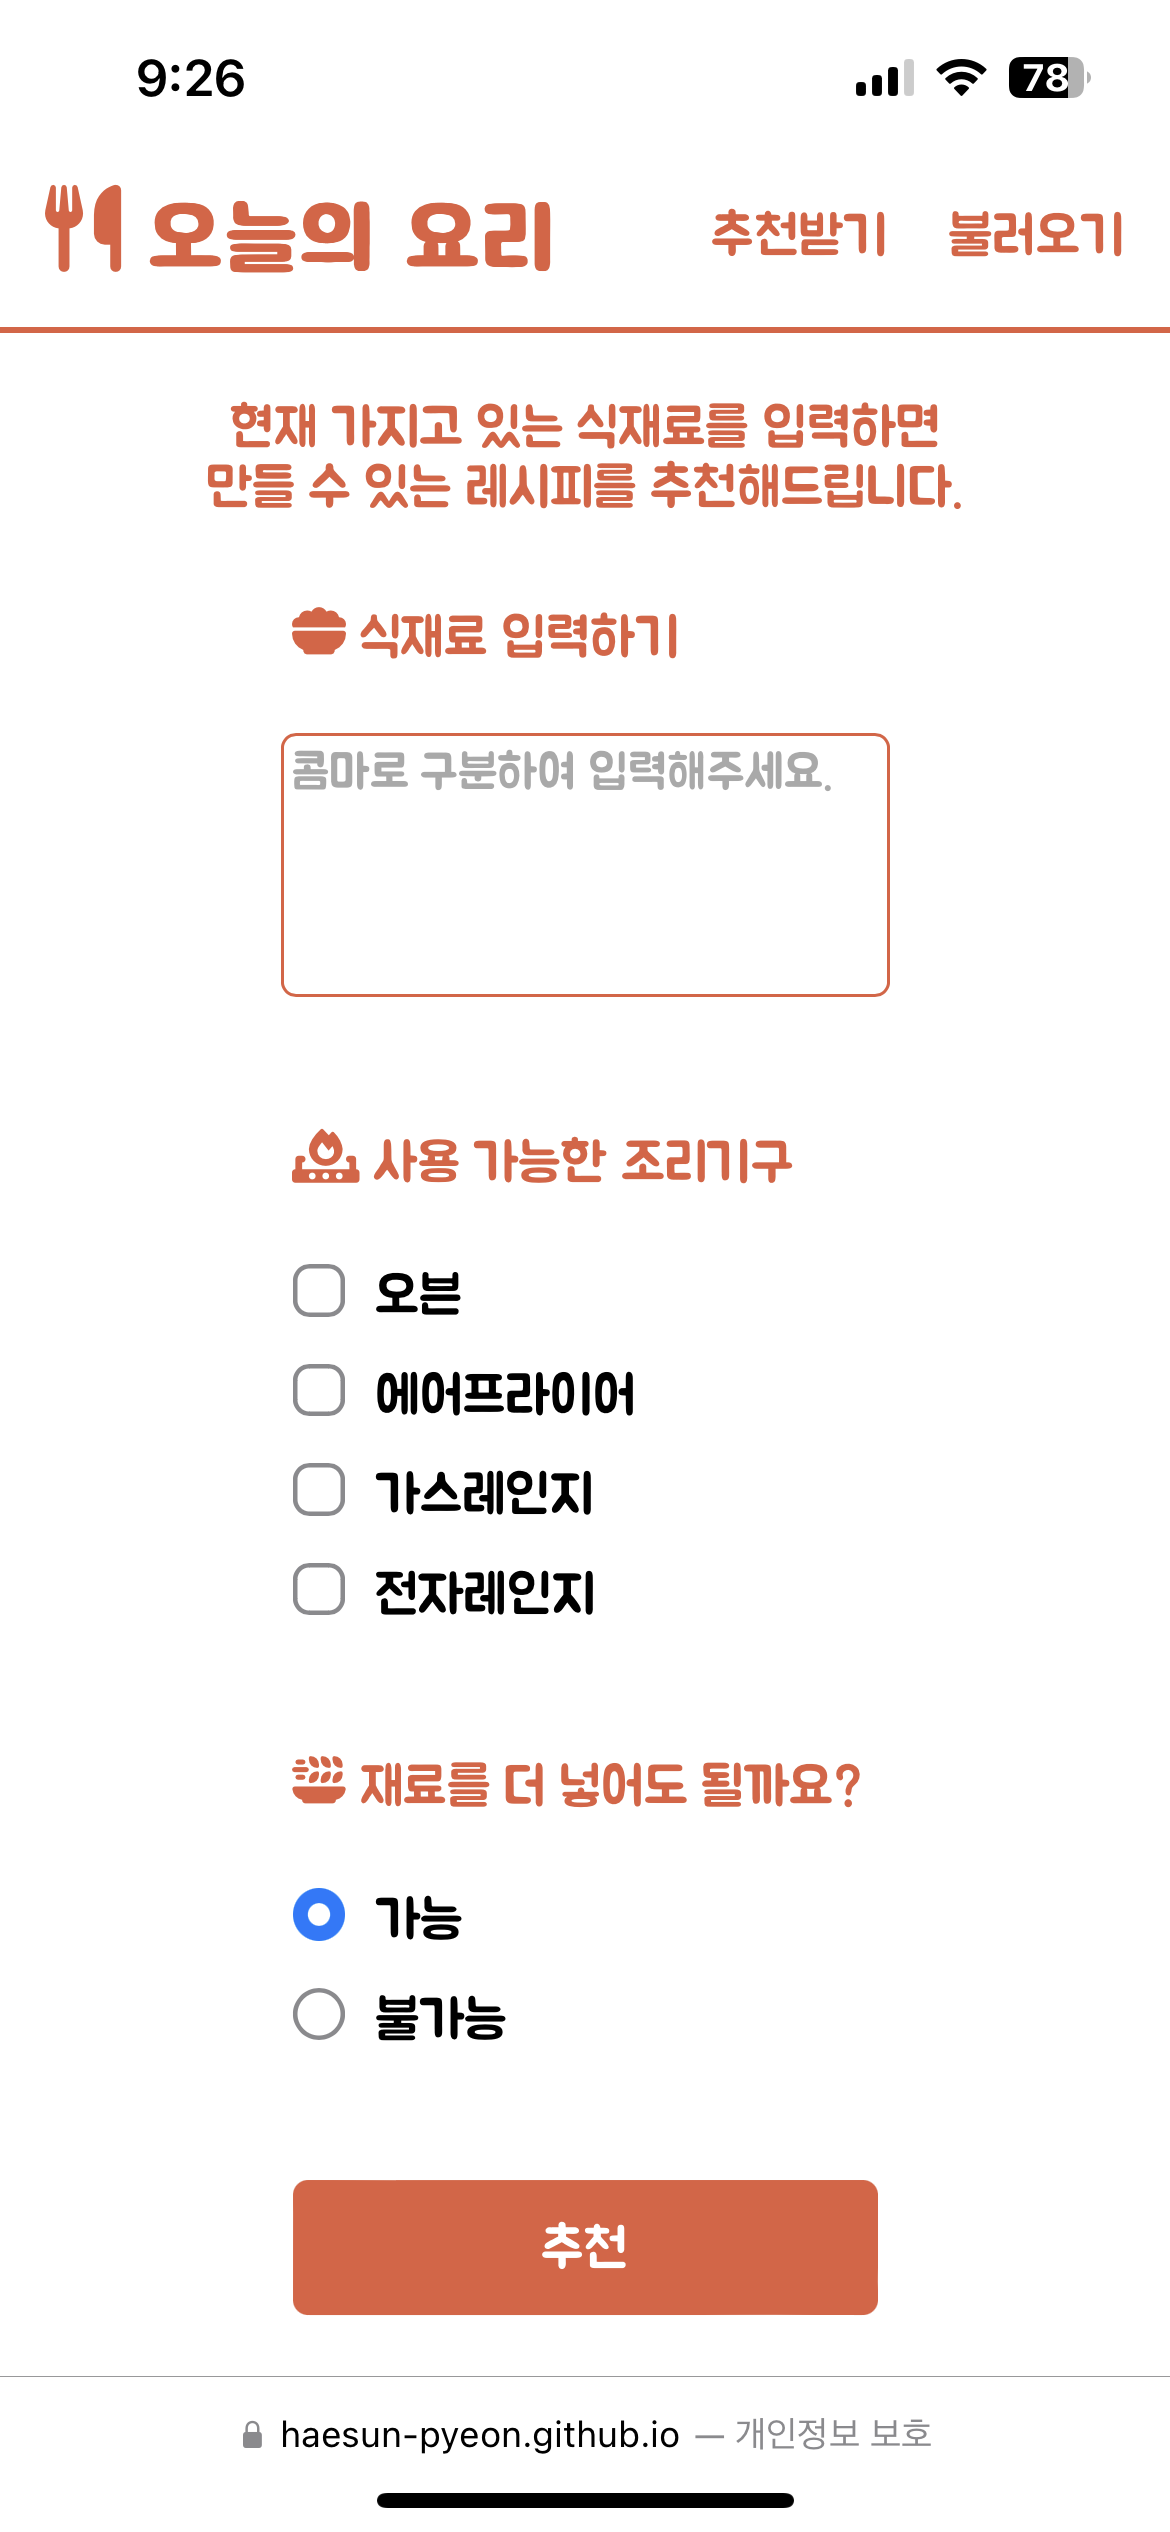 9:26
78
오늘의 요리
추천받기
불러오기
현재 가지고 있는 식재료를 입력하면
만들 수 있는 레시피를 추천해드립니다.
식재료 입력하기
콤마로 구분하여 입력해주세요.
사용 가능한 조리기구
오븐
에어프라이어
가스레인지
전자레인지
재료를 더 넣어도 될까요?
가능
불가능
추천
haesun-pyeon.github.io — 개인정보 보호